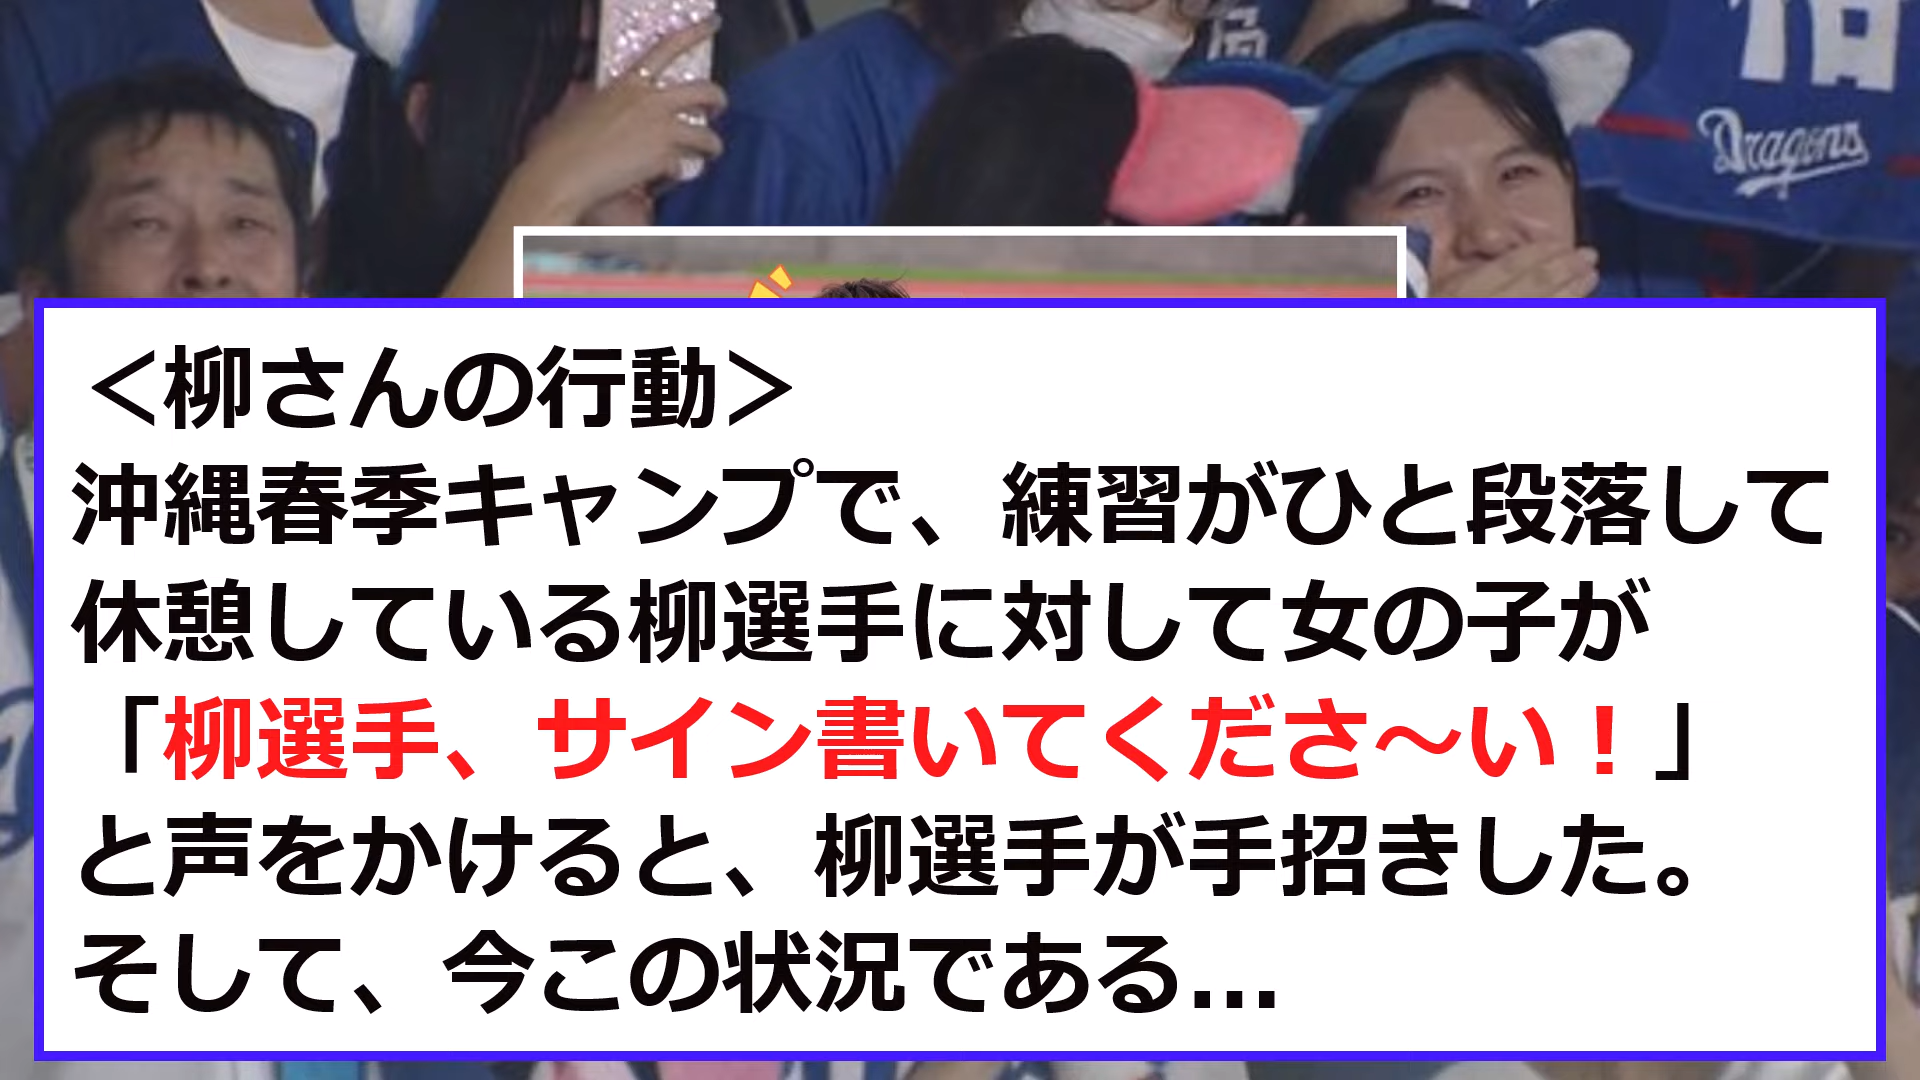 Dragons
＜柳さんの行動＞
沖縄春季キャンプで、練習がひと段落して
休憩している柳選手に対して女の子が
「柳選手、サイン書いてくださ～い！」
と声をかけると、柳選手が手招きした。
そして、今この状況である...